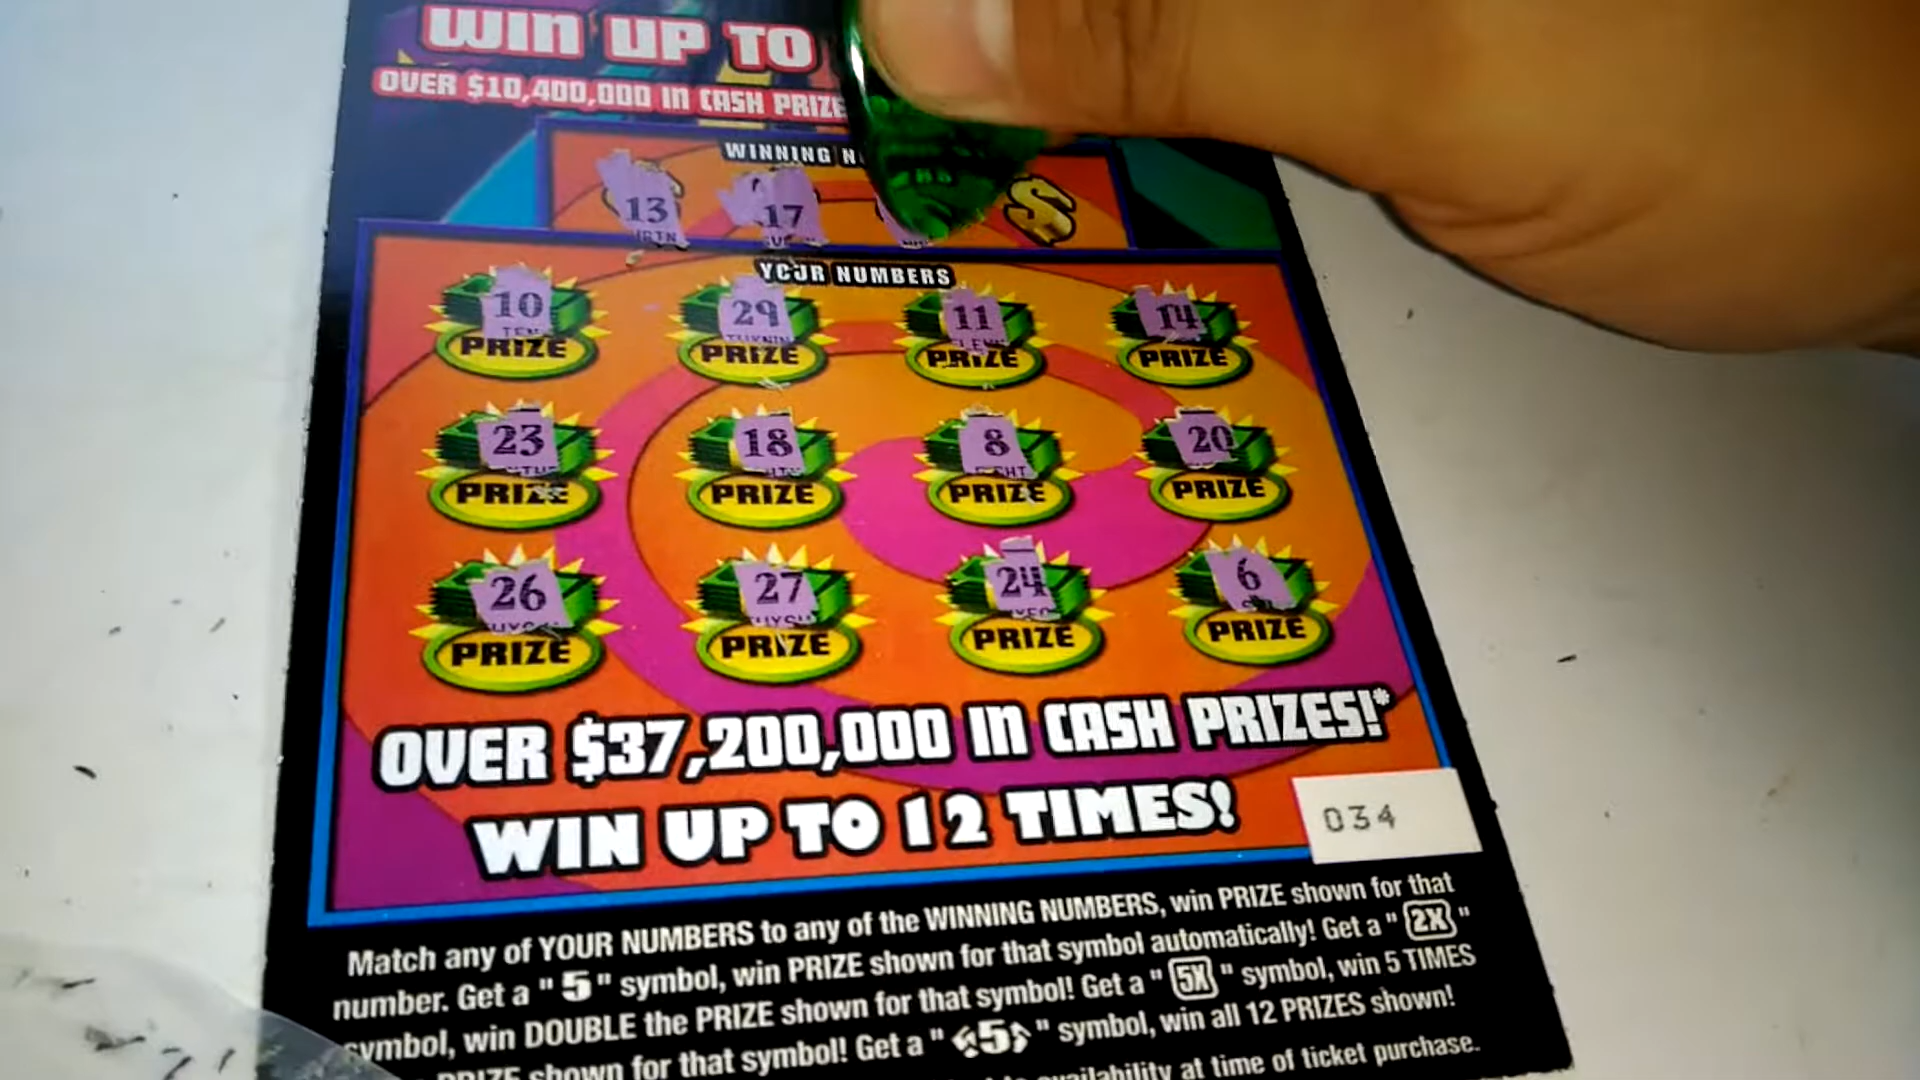 WIN UP TO
OVER $10,400,000 IN CASH PRIZE
WINNING
13 17
YOUR NUMBERS
10 29 11 14
TEN
PRIZE PRIZE PRIZE PRIZE
23 18 8 20
PRIZE PRIZE PRIZE PRIZE
26 27 24 6
PRIZE PRIZE PRIZE PRIZE
OVER $37,200,000 IN CASH PRIZES!*
WIN UP TO 12 TIMES!
034
Match any of YOUR NUMBERS to any of the WINNING NUMBERS, win PRIZE shown for that
number. Get a "5" symbol, win PRIZE shown for that symbol automatically! Get a "2X"
symbol, win DOUBLE the PRIZE shown for that symbol! Get a "5X" symbol, win 5 TIMES
PRIZE shown for that symbol! Get a "5" symbol, win all 12 PRIZES shown!
availability at time of ticket purchase.